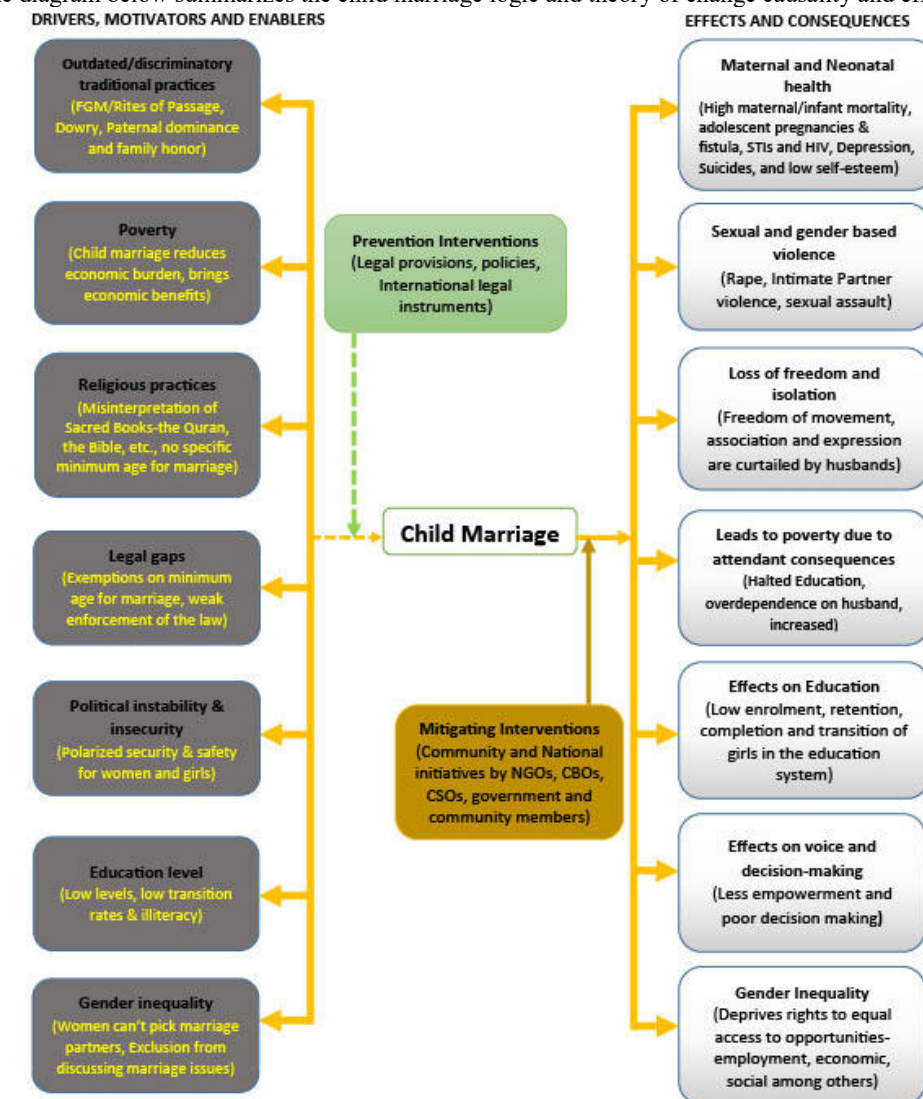 DRIVERS, MOTIVATORS AND ENABLERS
Outdated/discriminatory
traditional practices
(FGM/Rites of Passage,
Dowry, Paternal dominance
and family honor)
Poverty
(Child marriage reduces
economic burden, brings
economic benefits)
Religious practices
(Misinterpretation of
Sacred Books-the Quran,
the Bible, etc., no specific
minimum age for marriage)
Legal gaps
(Exemptions on minimum
age for marriage, weak
enforcement of the law)
Political instability &
insecurity
(Polarized security & safety
for women and girls)
Education level
(Low levels, low transition
rates & illiteracy)
Gender inequality
(Women can't pick marriage
partners, Exclusion from
discussing marriage issues)
Prevention Interventions
(Legal provisions, policies,
International legal
instruments)
Child Marriage
Mitigating Interventions
(Community and National
initiatives by NGOs, CBOs,
CSOs, government and
community members)
EFFECTS AND CONSEQUENCES
Maternal and Neonatal
health
(High maternal/infant mortality,
adolescent pregnancies &
fistula, STIs and HIV, Depression,
Suicides, and low self-esteem)
Sexual and gender based
violence
(Rape, Intimate Partner
violence, sexual assault)
Loss of freedom and
isolation
(Freedom of movement,
association and expression
are curtailed by husbands)
Leads to poverty due to
attendant consequences
(Halted Education,
overdependence on husband,
increased)
Effects on Education
(Low enrolment, retention,
completion and transition of
girls in the education
system)
Effects on voice and
decision-making
(Less empowerment and
poor decision making)
Gender Inequality
(Deprives rights to equal
access to opportunities-
employment, economic,
social among others)